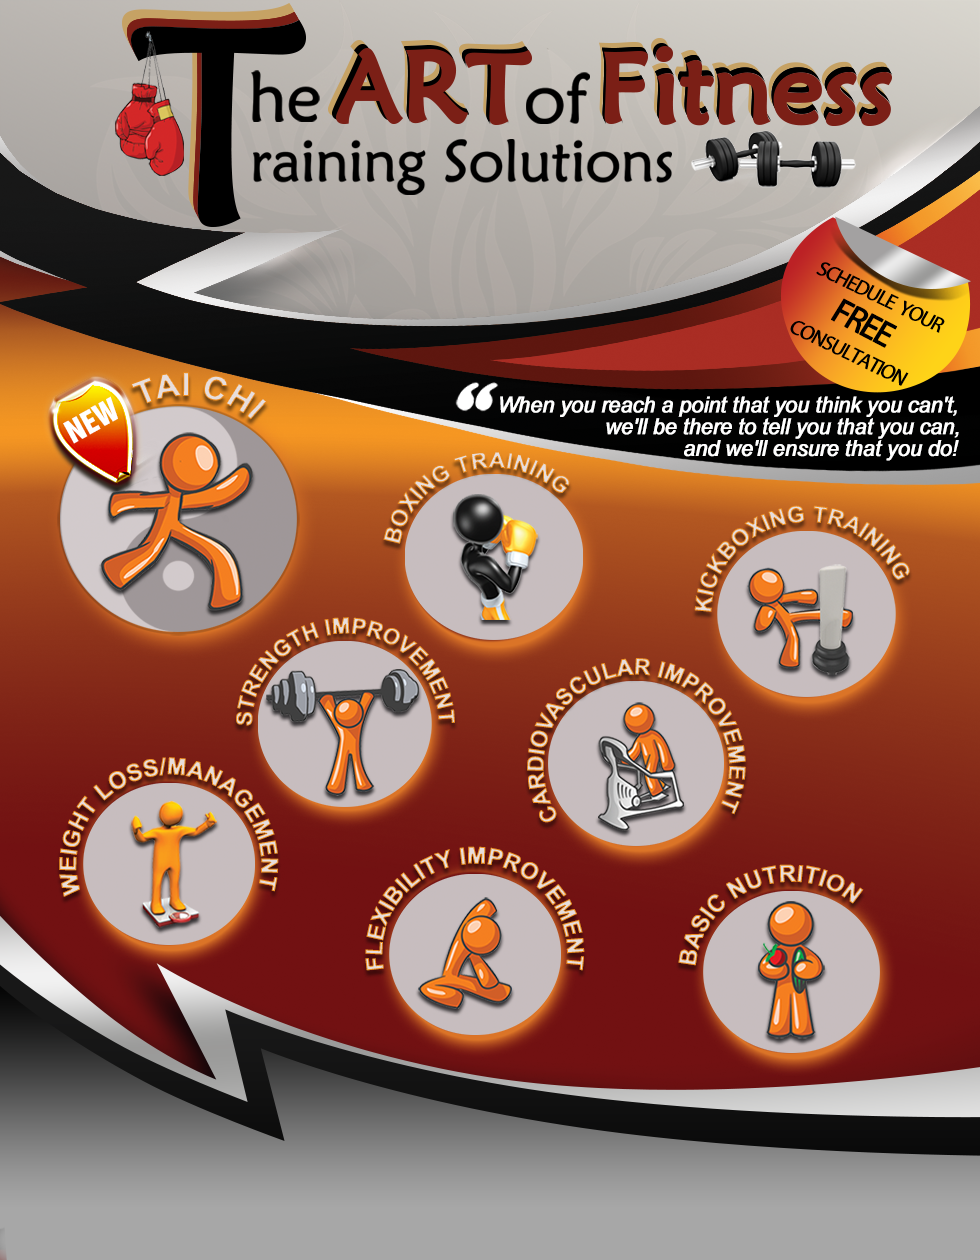 The ART of Fitness
Training Solutions
SCHEDULE YOUR
FREE
CONSULTATION
“When you reach a point that you think you can't,
we'll be there to tell you that you can,
and we'll ensure that you do!
NEW
TAI CHI
BOXING TRAINING
KICKBOXING TRAINING
STRENGTH IMPROVEMENT
CARDIOVASCULAR IMPROVEMENT
WEIGHT LOSS/MANAGEMENT
FLEXIBILITY IMPROVEMENT
BASIC NUTRITION